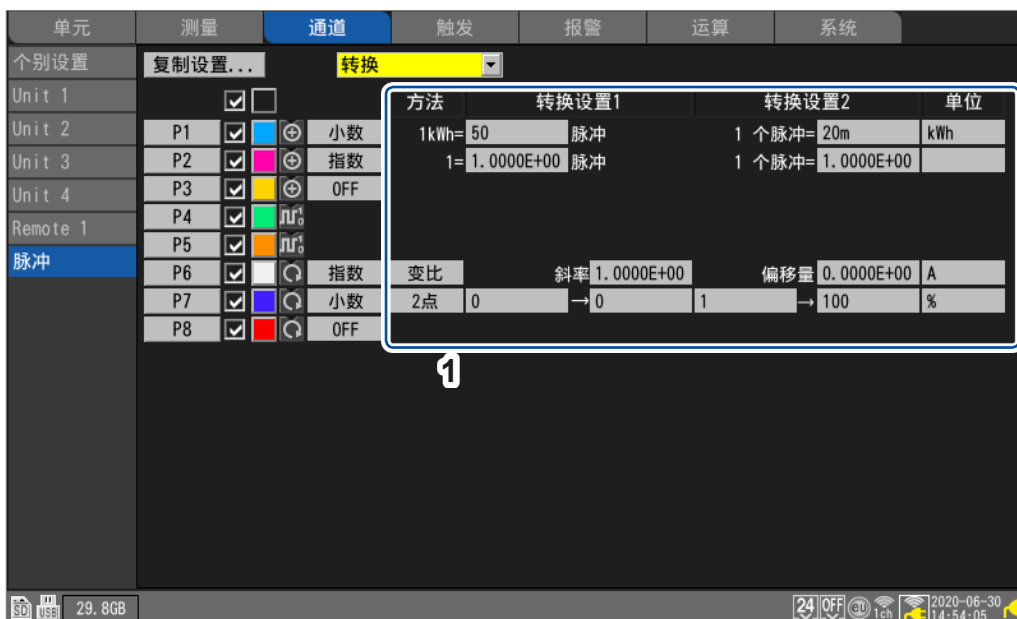 单元 测量 通道 触发 报警 运算 系统
个别设置 复制设置... 转换
Unit 1 方法 转换设置1 转换设置2 单位
Unit 2 P1 小数 1kWh= 50 脉冲 1 个脉冲= 20m kWh
Unit 3 P2 指数 1= 1.0000E+00 脉冲 1 个脉冲= 1.0000E+00
Unit 4 P3 OFF
Remote 1 P4
脉冲 P5
P6 指数 变比 斜率 1.0000E+00 偏移量 0.0000E+00 A
P7 小数 2点 0 →0 1 →100 %
P8 OFF
1
SD USB 29.8GB 24 OFF eu 1ch 2020-06-30
14:54:05